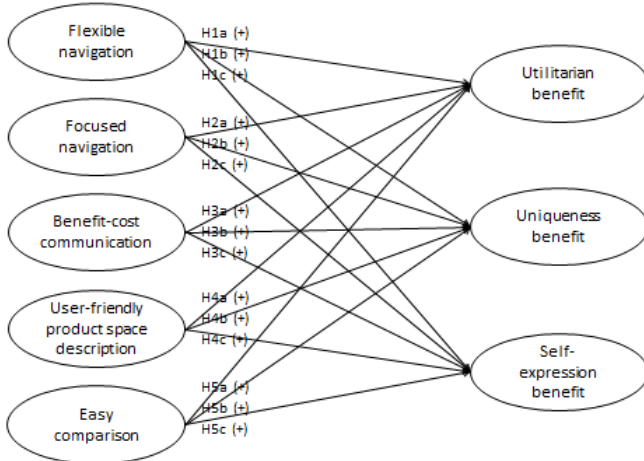 Flexible
navigation
H1a (+)
H1b (+)
H1c (+)
Utilitarian
benefit
Focused
navigation
H2a (+)
H2b (+)
H2c (+)
Benefit-cost
communication
H3a (+)
H3b (+)
H3c (+)
Uniqueness
benefit
User-friendly
product space
description
H4a (+)
H4b (+)
H4c (+)
Self-
expression
benefit
Easy
comparison
H5a (+)
H5b (+)
H5c (+)